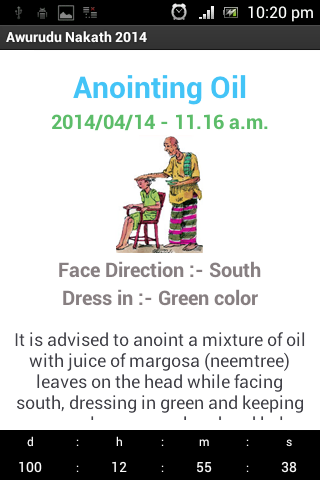 10:20 pm
Awurudu Nakath 2014
Anointing Oil
2014/04/14 - 11.16 a.m.
Face Direction :- South
Dress in :- Green color
It is advised to anoint a mixture of oil
with juice of margosa (neemtree)
leaves on the head while facing
south, dressing in green and keeping
d : h : m : s
100 : 12 : 55 : 38